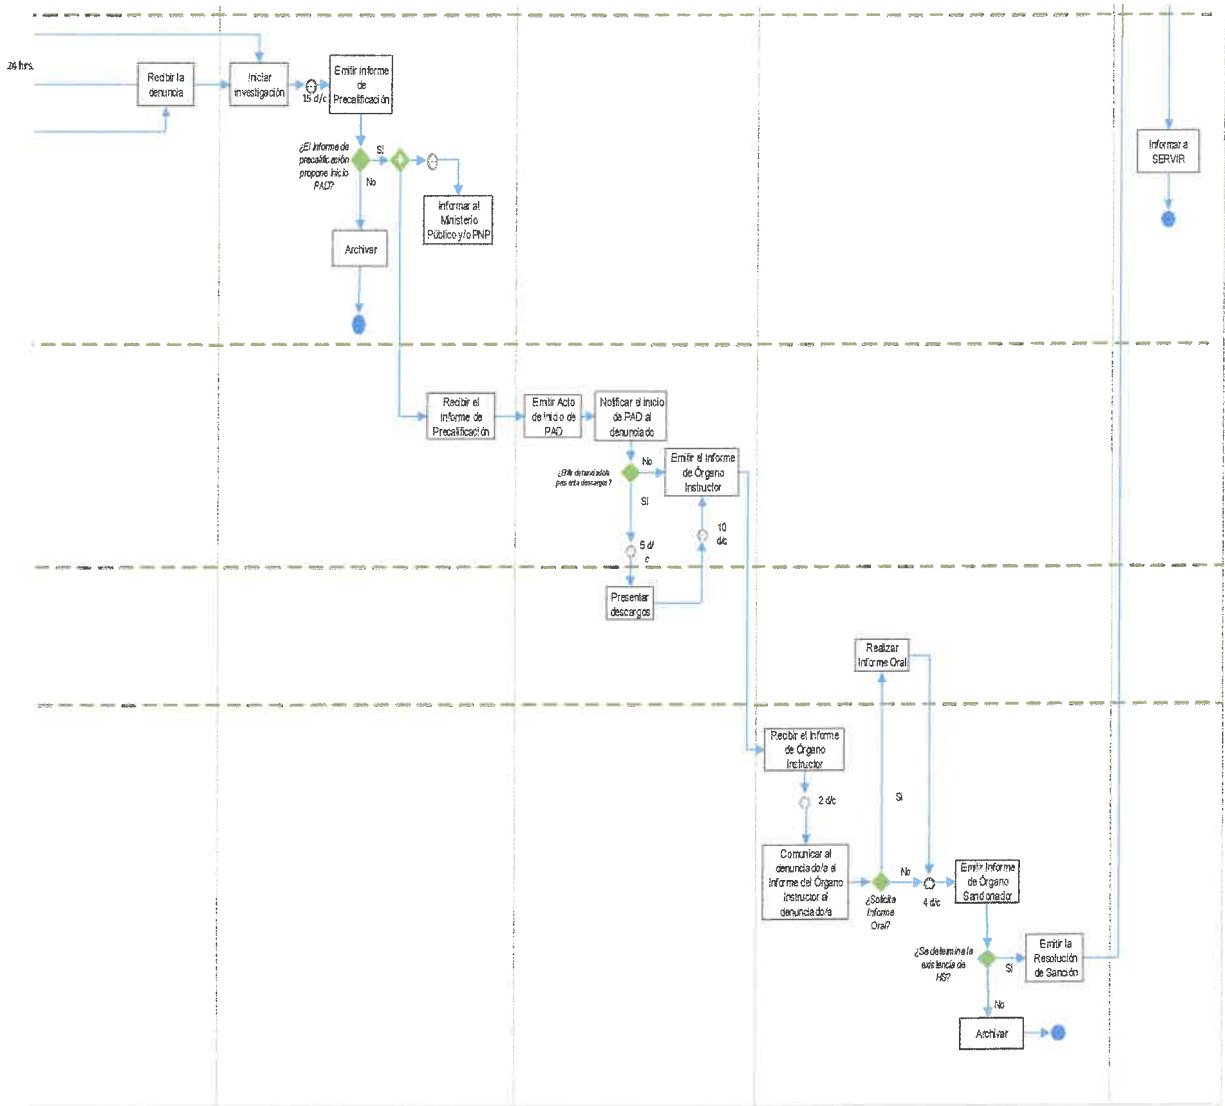 24 hrs.
Recibir la
denuncia
Iniciar
investigación
15 d/c
Emitir Informe
de
Precalificación
¿El Informe de
precalificación
propone inicio
PAD?
Sí
No
Informar al
Ministerio
Público y/o PNP
Archivar
Informar a
SERVIR
Recibir el
Informe de
Precalificación
Emitir Acto
de Inicio de
PAD
Notificar el inicio
de PAD al
denunciado
presenta descargos?
No
Sí
Emitir el Informe
de Órgano
Instructor
5 d/
c
10
d/c
Presentar
descargos
Realizar
Informe Oral
Recibir el Informe
de Órgano
Instructor
2 d/c
Sí
Comunicar al
denunciado/a el
Informe del Órgano
Instructor al
denunciado/a
No
¿Solicita
Informe
Oral?
4 d/c
Emitir Informe
de Órgano
Sancionador
¿Se determina la
existencia de
HS?
Sí
No
Emitir la
Resolución
de Sanción
Archivar